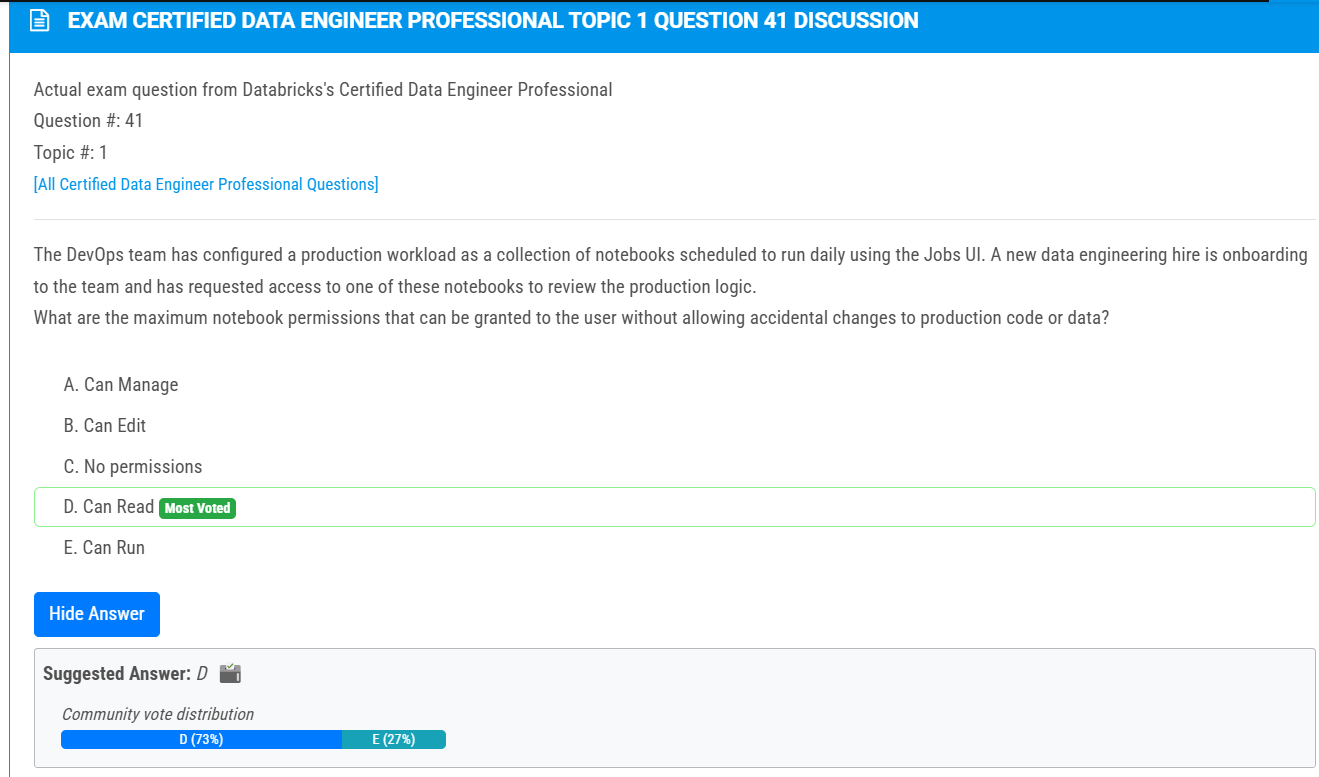 EXAM CERTIFIED DATA ENGINEER PROFESSIONAL TOPIC 1 QUESTION 41 DISCUSSION
Actual exam question from Databricks's Certified Data Engineer Professional
Question #: 41
Topic #: 1
[All Certified Data Engineer Professional Questions]
The DevOps team has configured a production workload as a collection of notebooks scheduled to run daily using the Jobs UI. A new data engineering hire is onboarding
to the team and has requested access to one of these notebooks to review the production logic.
What are the maximum notebook permissions that can be granted to the user without allowing accidental changes to production code or data?
A. Can Manage
B. Can Edit
C. No permissions
D. Can Read Most Voted
E. Can Run
Hide Answer
Suggested Answer: D
Community vote distribution
D (73%) E (27%)